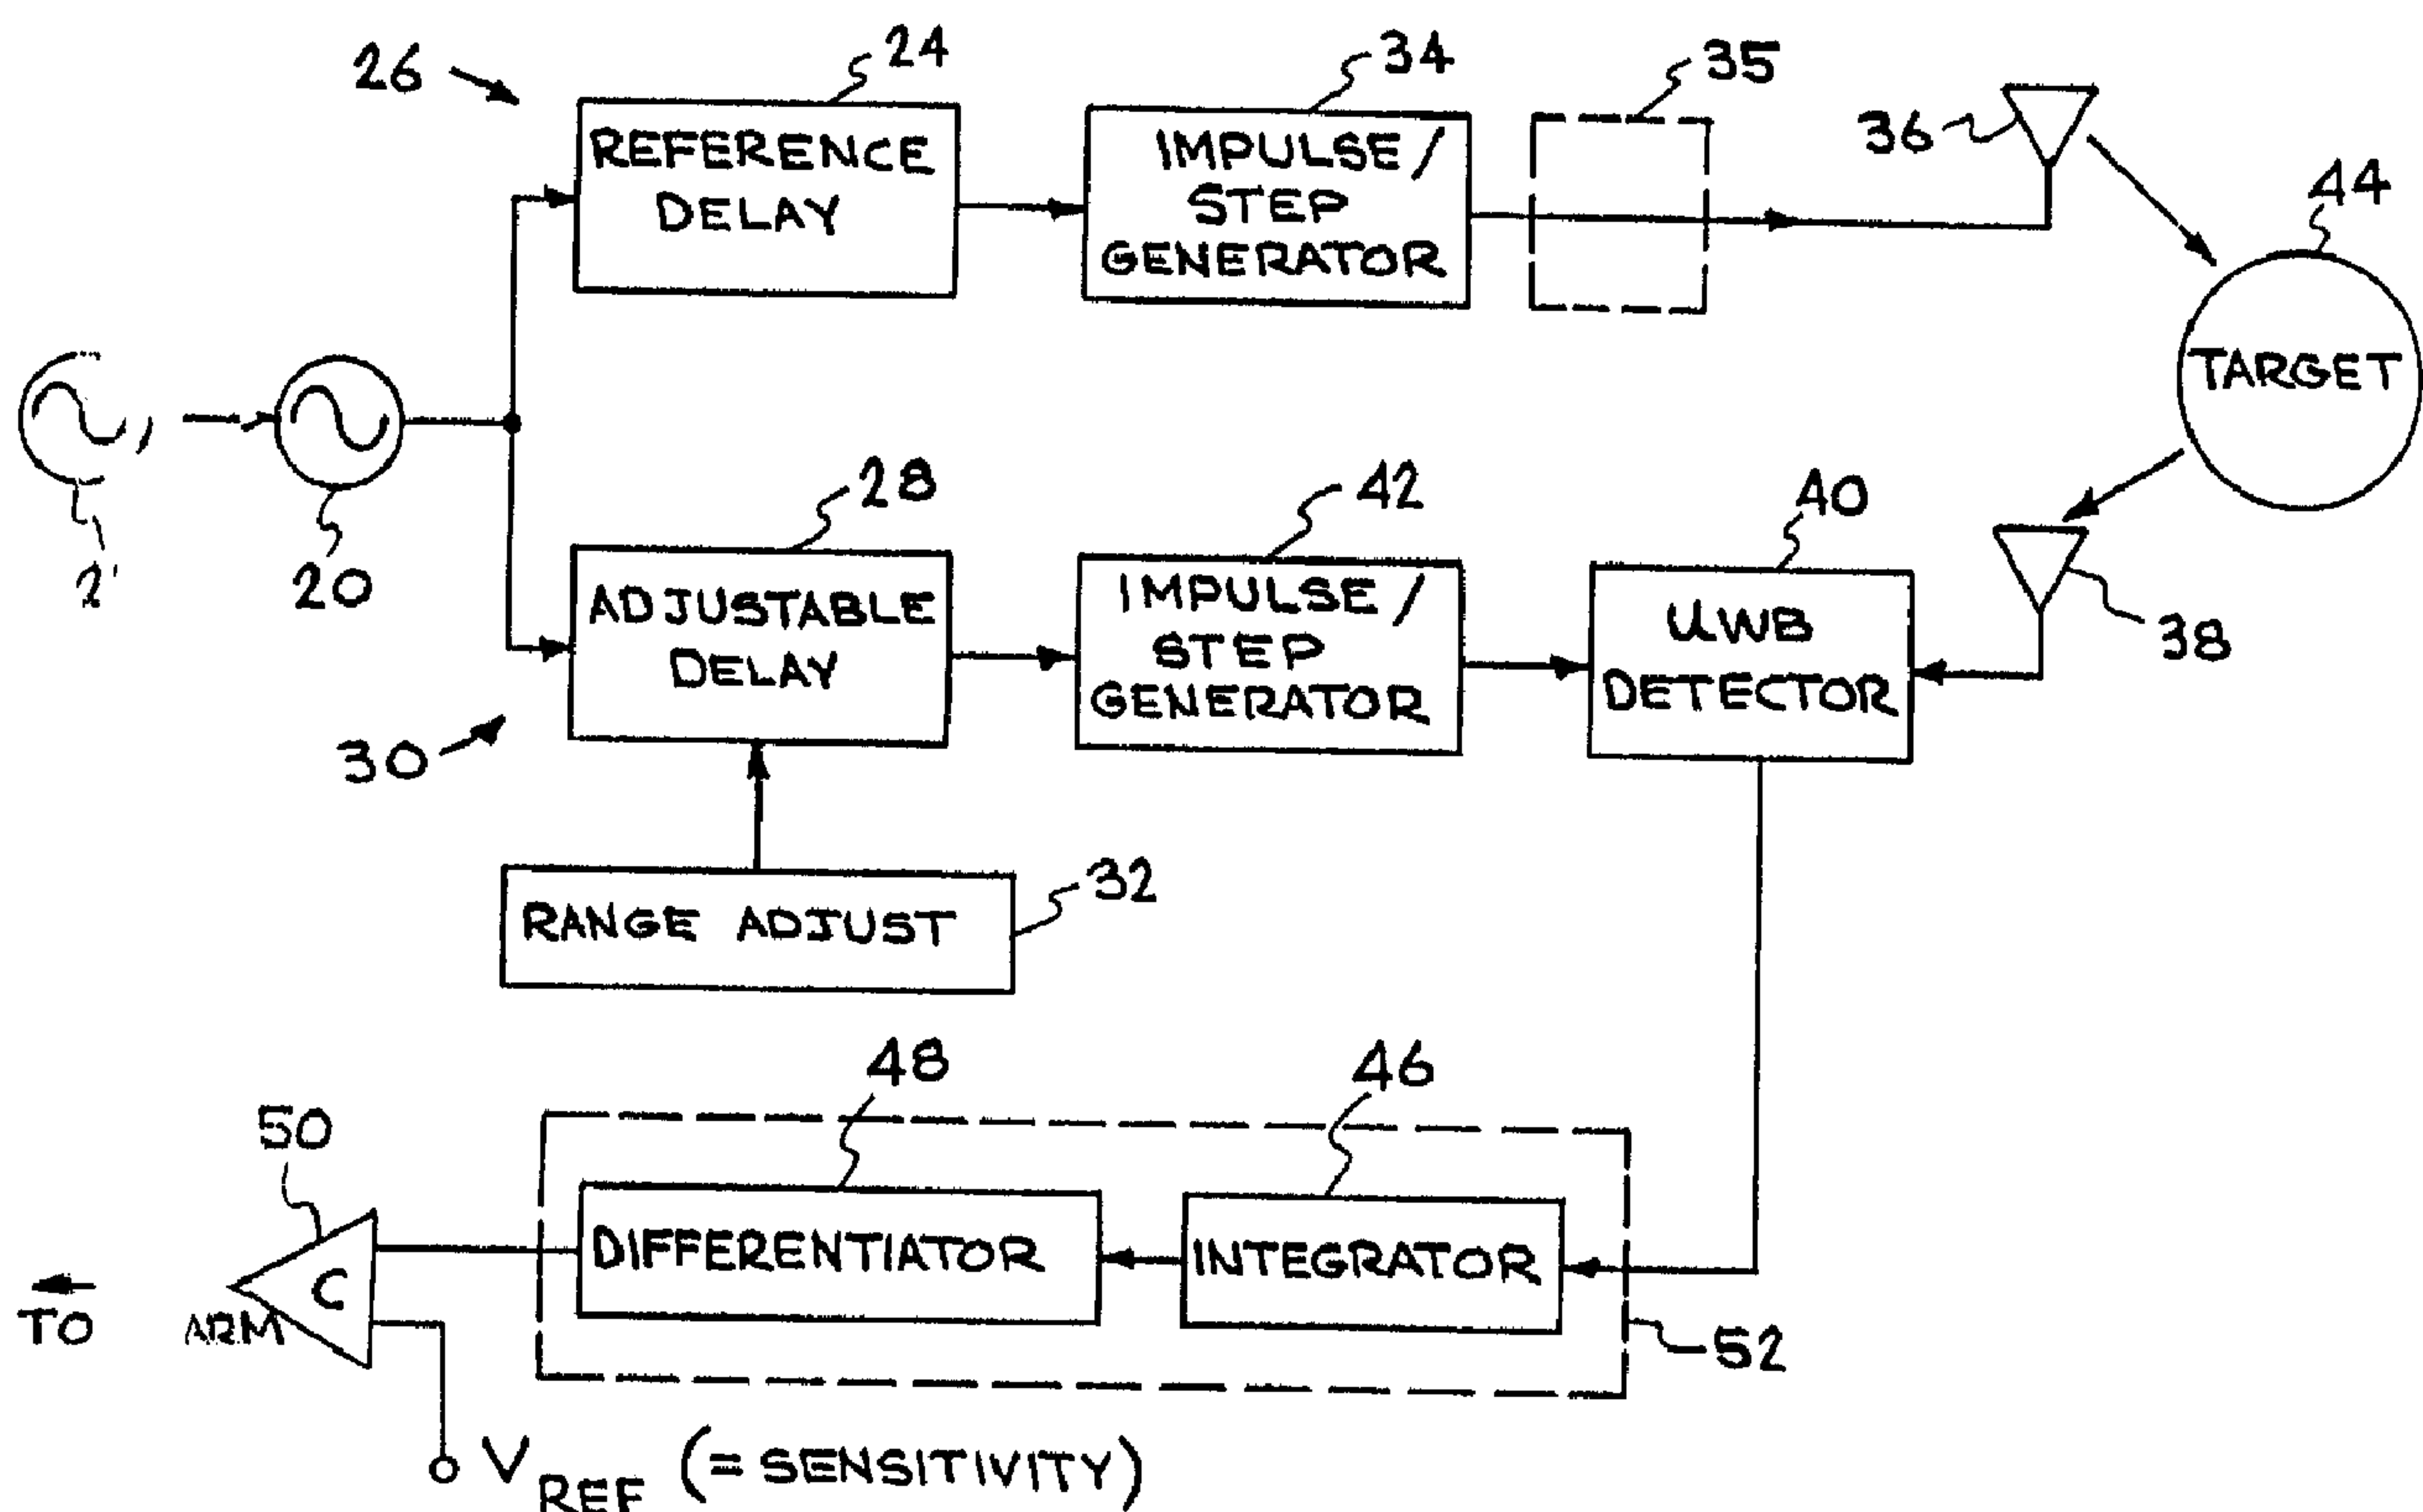 26
24
34
35
36
44
REFERENCE
DELAY
IMPULSE/
STEP
GENERATOR
TARGET
20
28
42
40
38
ADJUSTABLE
DELAY
IMPULSE/
STEP
GENERATOR
UWB
DETECTOR
30
32
RANGE ADJUST
48
46
50
DIFFERENTIATOR
INTEGRATOR
C
TO ARM
52
VREF (= SENSITIVITY)